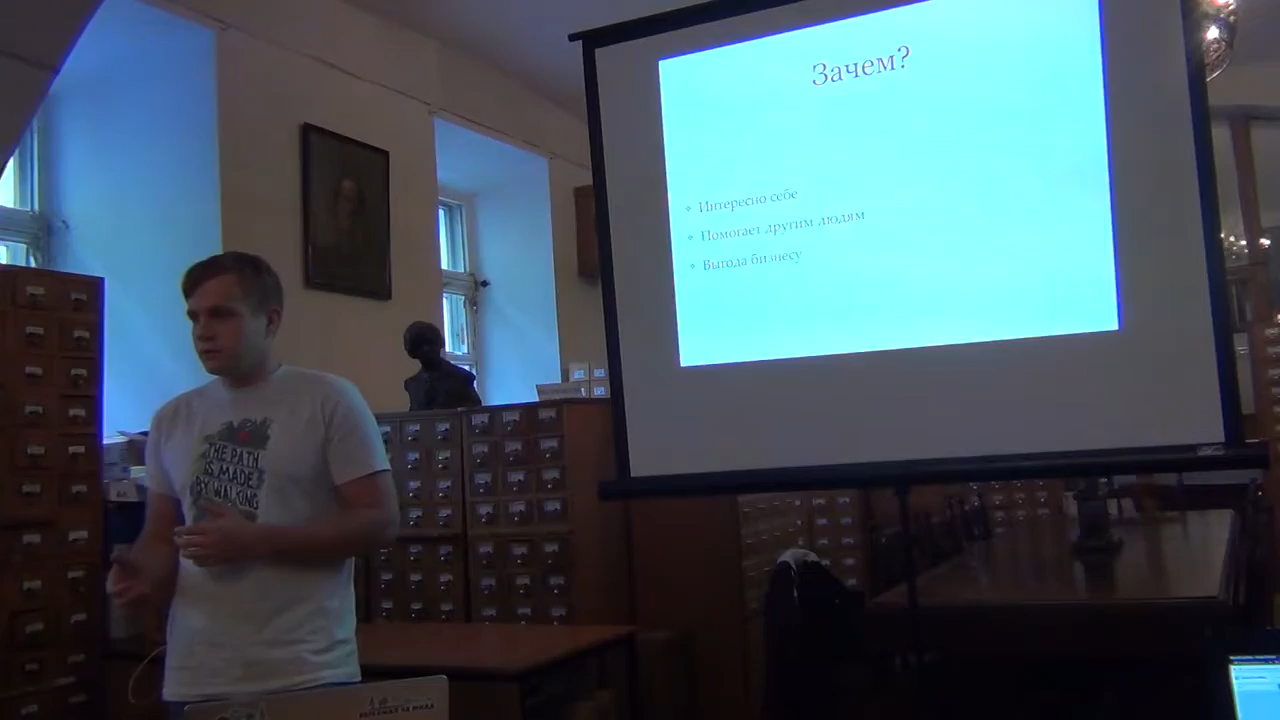 Зачем?
Интересно себе
Помогает другим людям
Выгода бизнесу
THE PATH
IS MADE
BY WALKING